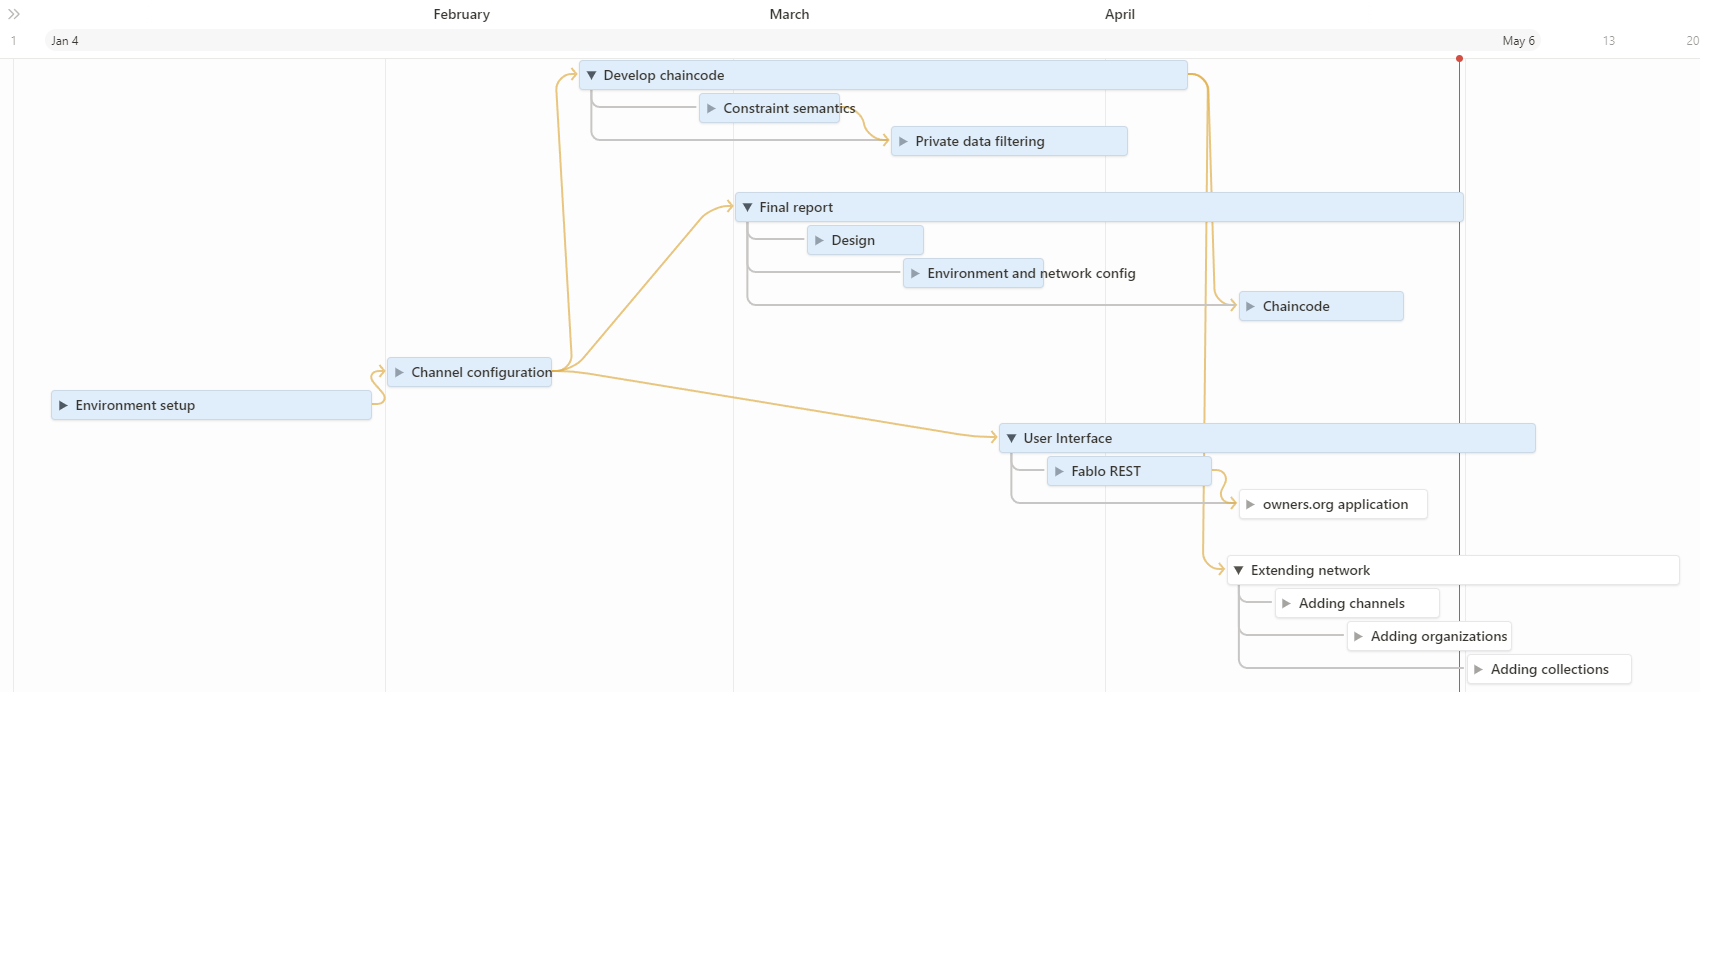 February March April
1 Jan 4 May 6 13 20
Develop chaincode
Constraint semantics
Private data filtering
Final report
Design
Environment and network config
Chaincode
Channel configuration
Environment setup
User Interface
Fablo REST
owners.org application
Extending network
Adding channels
Adding organizations
Adding collections